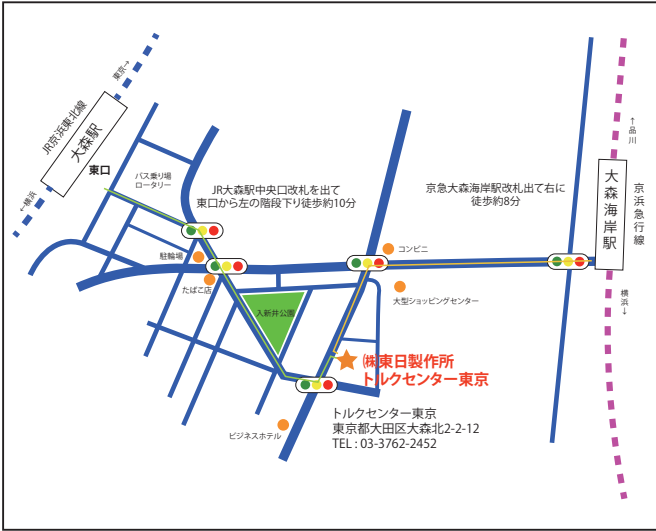 東京→
JR京浜東北線
大森駅
←横浜
東口
バス乗り場
ロータリー
JR大森駅中央口改札を出て
東口から左の階段下り徒歩約10分
京急大森海岸駅改札出て右に
徒歩約8分
↑品川
大森海岸駅
京浜急行線
横浜↓
駐輪場
たばこ店
コンビニ
大型ショッピングセンター
入新井公園
㈱東日製作所
トルクセンター東京
トルクセンター東京
東京都大田区大森北2-2-12
TEL : 03-3762-2452
ビジネスホテル